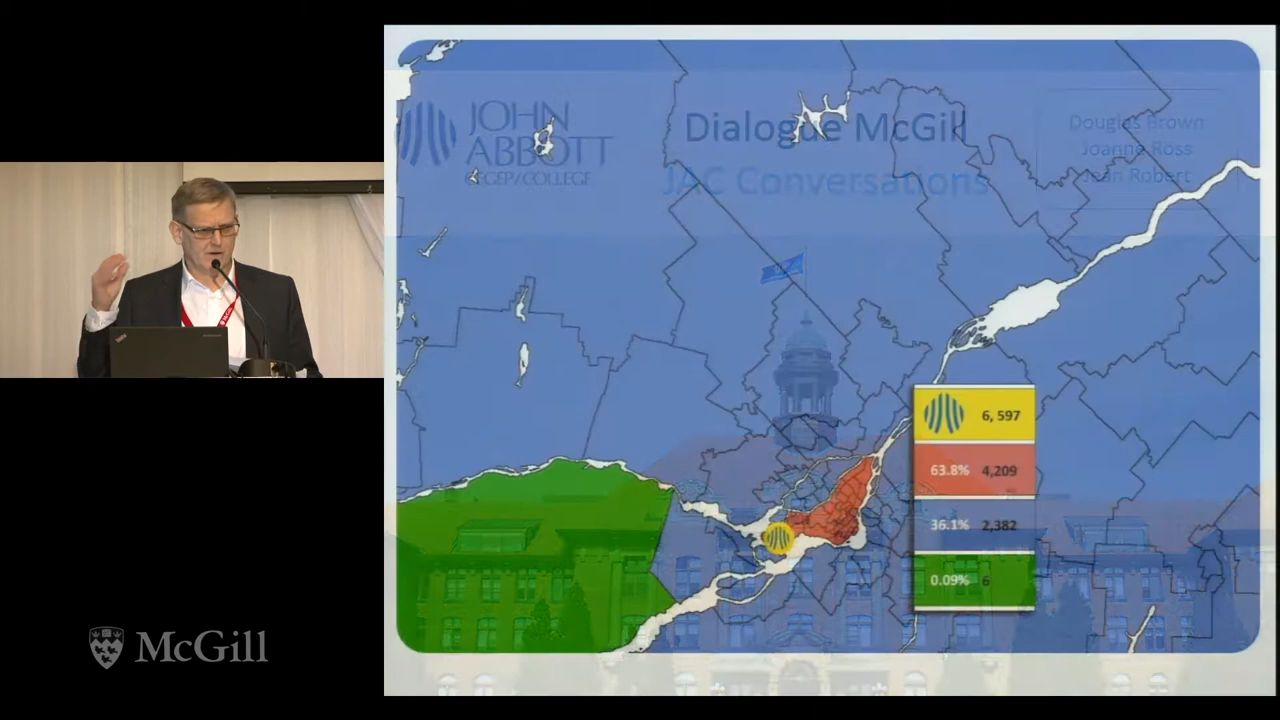 JOHN
ABBOTT
CEGEP/COLLEGE
Dialogue McGill
JAC Conversations
Douglas Brown
Joanne Ross
Jean Robert
6, 597
63.8% 4,209
36.1% 2,382
0.09% 6
McGill